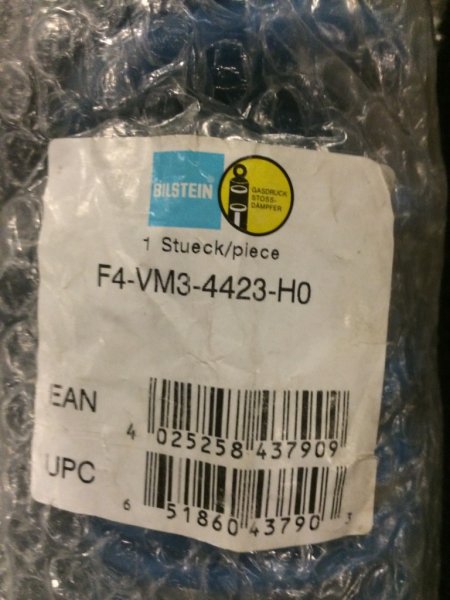 BILSTEIN
GASDRUCK
STOSS-
DÄMPFER
1 Stueck/piece
F4-VM3-4423-H0
EAN
4 025258 437909
UPC
6 51860 43790 3